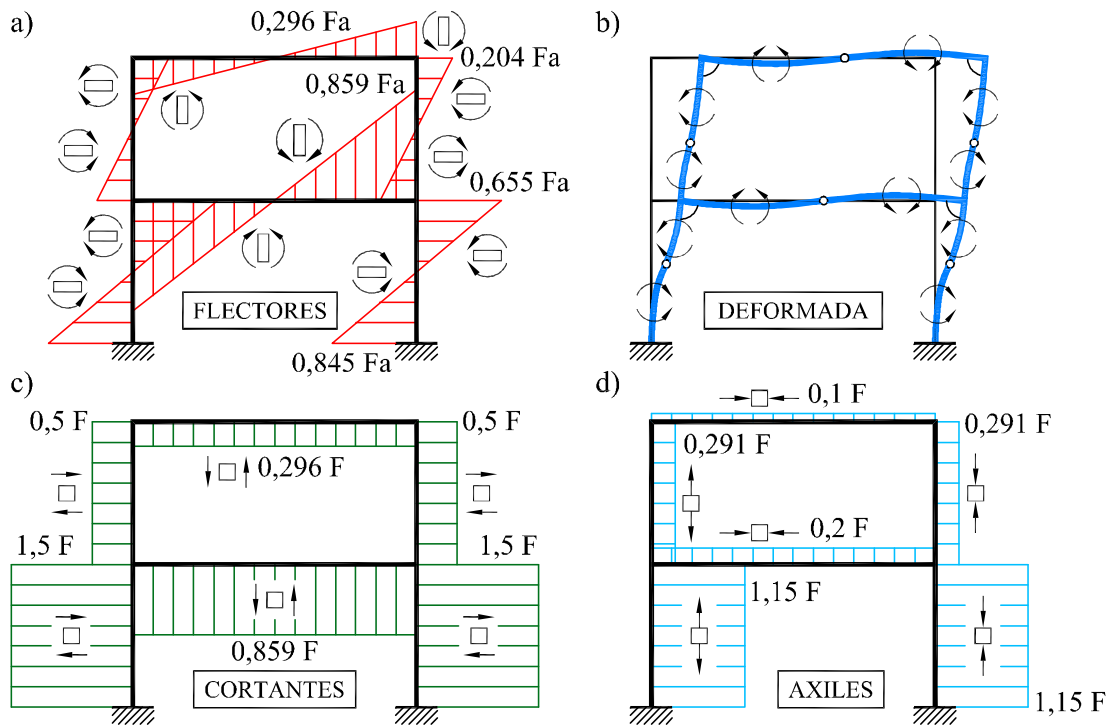 a)
0,296 Fa
0,204 Fa
0,859 Fa
0,655 Fa
FLECTORES
0,845 Fa
b)
DEFORMADA
c)
0,5 F
0,5 F
0,296 F
1,5 F
1,5 F
0,859 F
CORTANTES
d)
0,1 F
0,291 F
0,291 F
0,2 F
1,15 F
AXILES
1,15 F